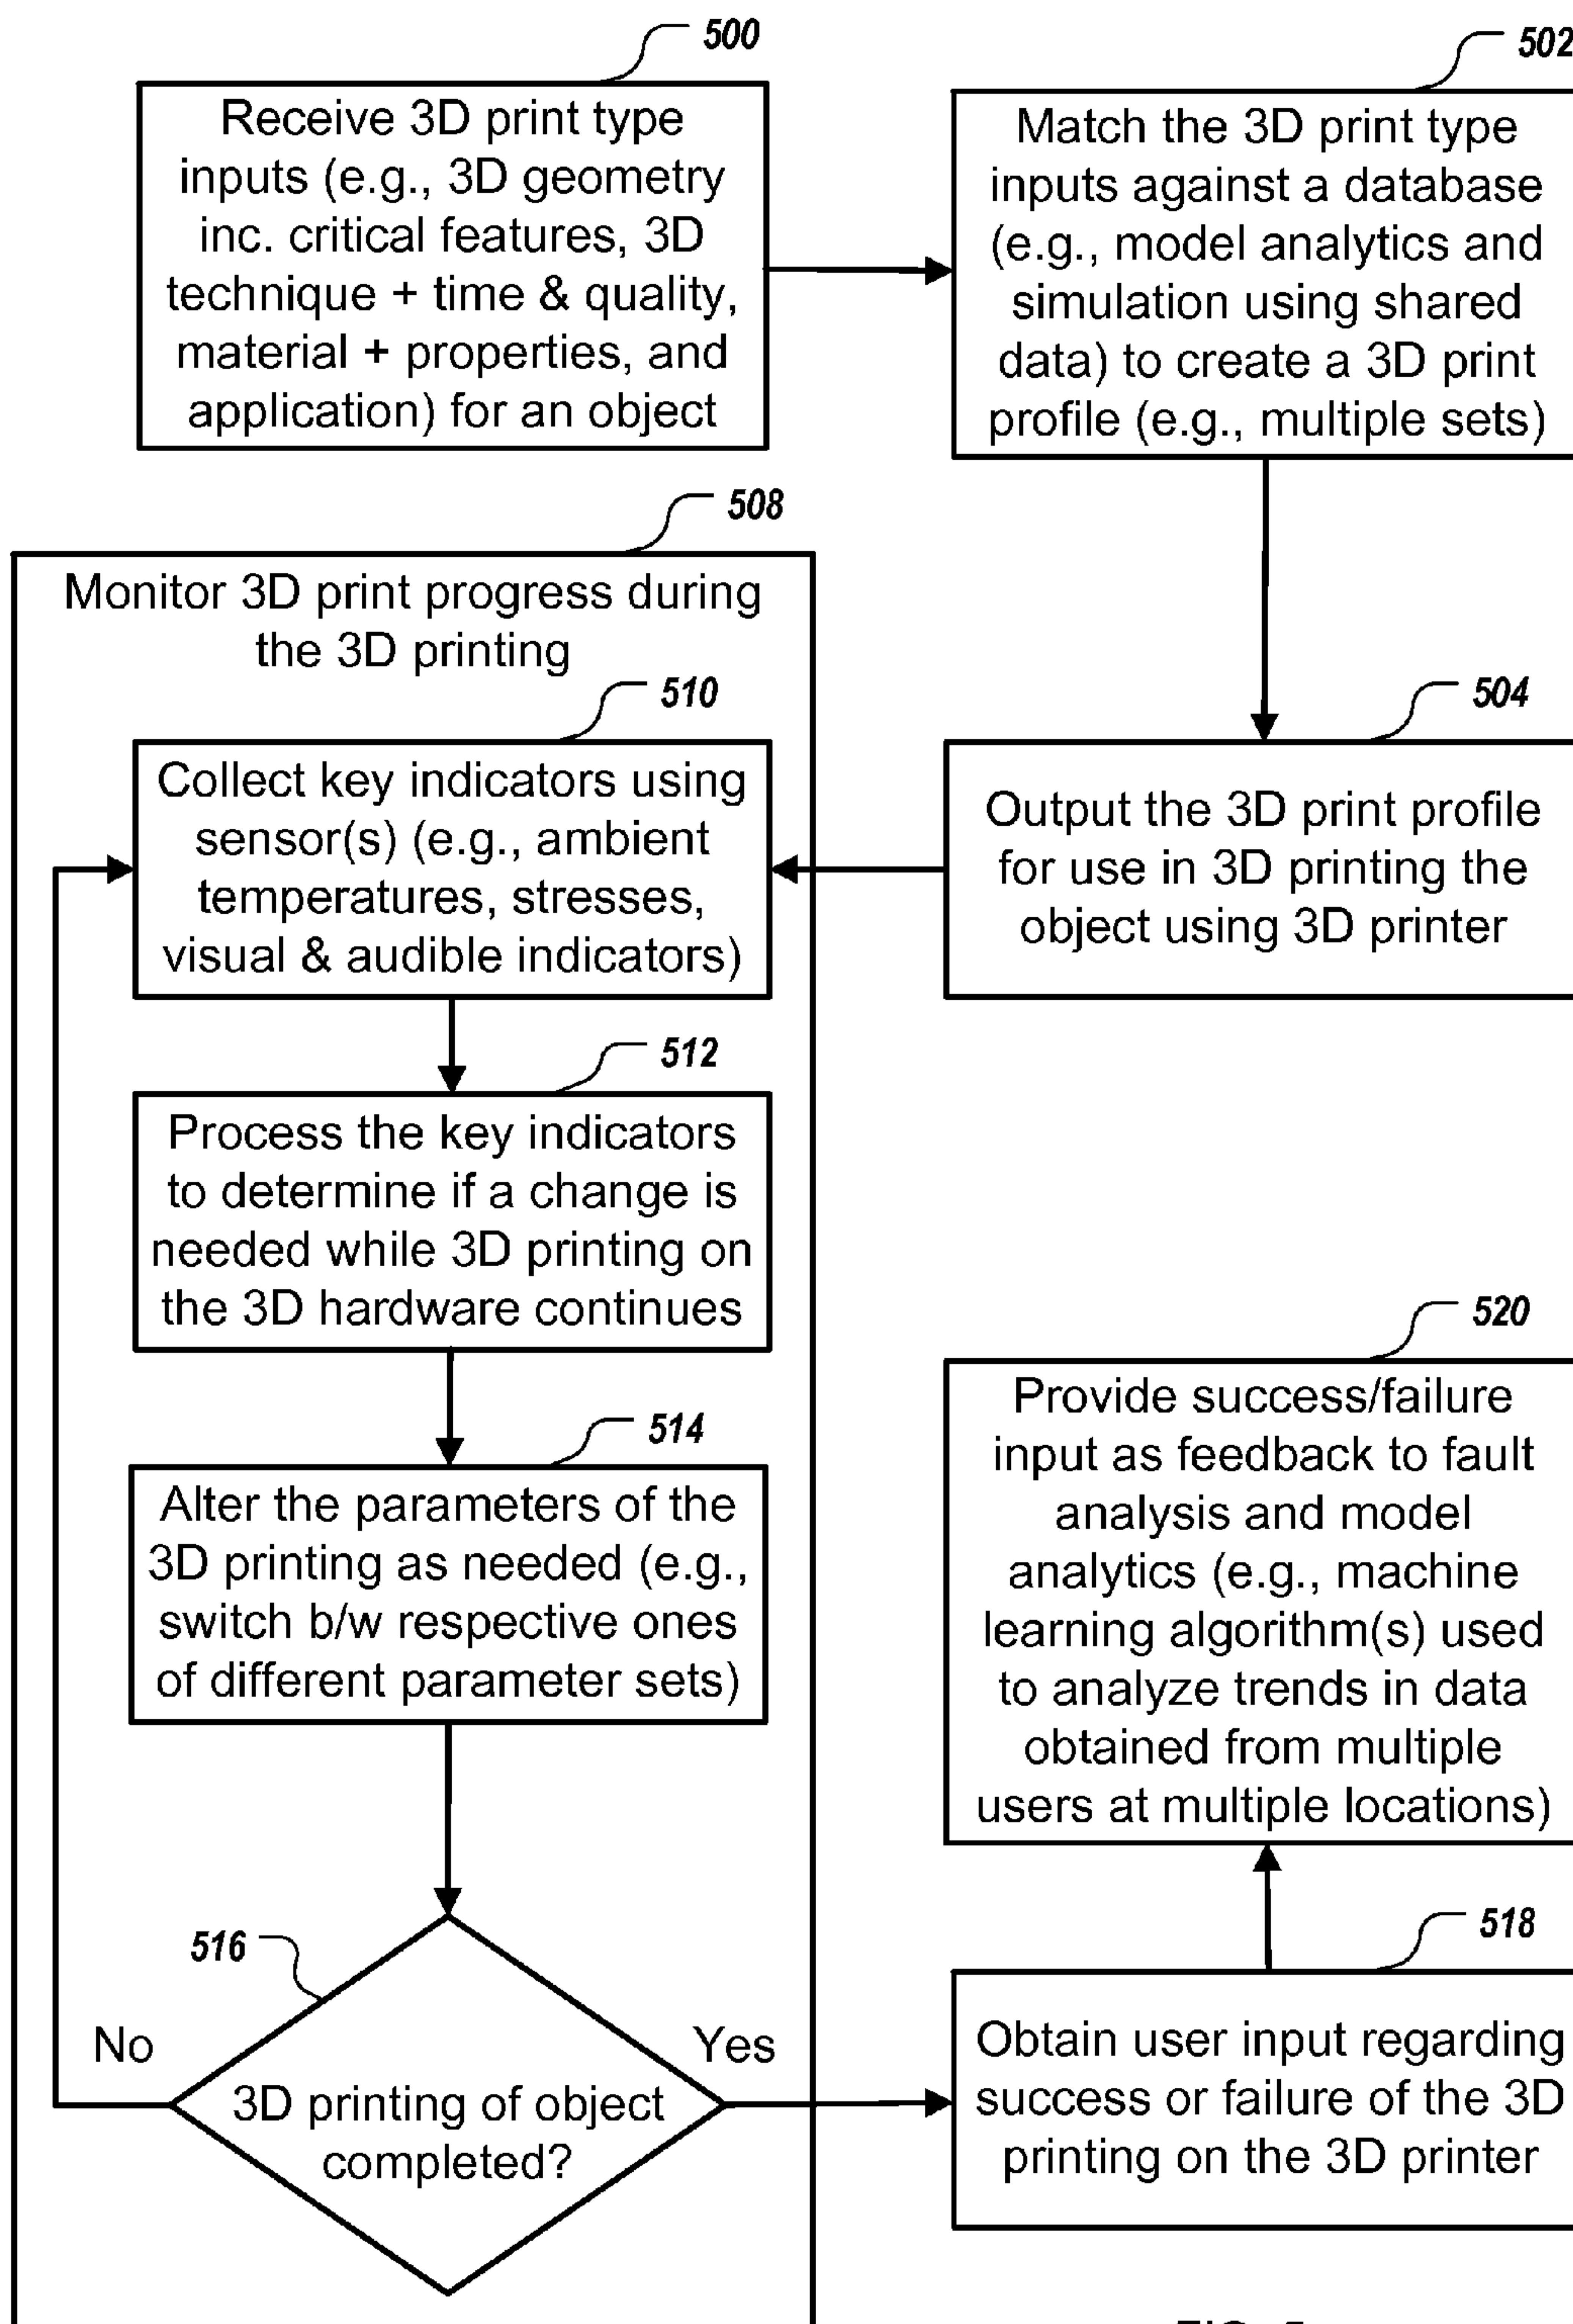 500
Receive 3D print type
inputs (e.g., 3D geometry
inc. critical features, 3D
technique + time & quality,
material + properties, and
application) for an object
502
Match the 3D print type
inputs against a database
(e.g., model analytics and
simulation using shared
data) to create a 3D print
profile (e.g., multiple sets)
504
Output the 3D print profile
for use in 3D printing the
object using 3D printer
508
Monitor 3D print progress during
the 3D printing
510
Collect key indicators using
sensor(s) (e.g., ambient
temperatures, stresses,
visual & audible indicators)
512
Process the key indicators
to determine if a change is
needed while 3D printing on
the 3D hardware continues
514
Alter the parameters of the
3D printing as needed (e.g.,
switch b/w respective ones
of different parameter sets)
516
3D printing of object
completed?
No
Yes
518
Obtain user input regarding
success or failure of the 3D
printing on the 3D printer
520
Provide success/failure
input as feedback to fault
analysis and model
analytics (e.g., machine
learning algorithm(s) used
to analyze trends in data
obtained from multiple
users at multiple locations)